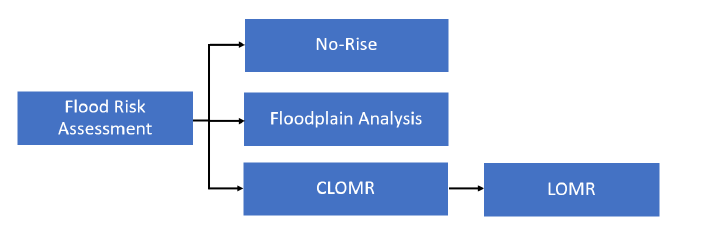 No-Rise
Flood Risk
Assessment
Floodplain Analysis
CLOMR
LOMR